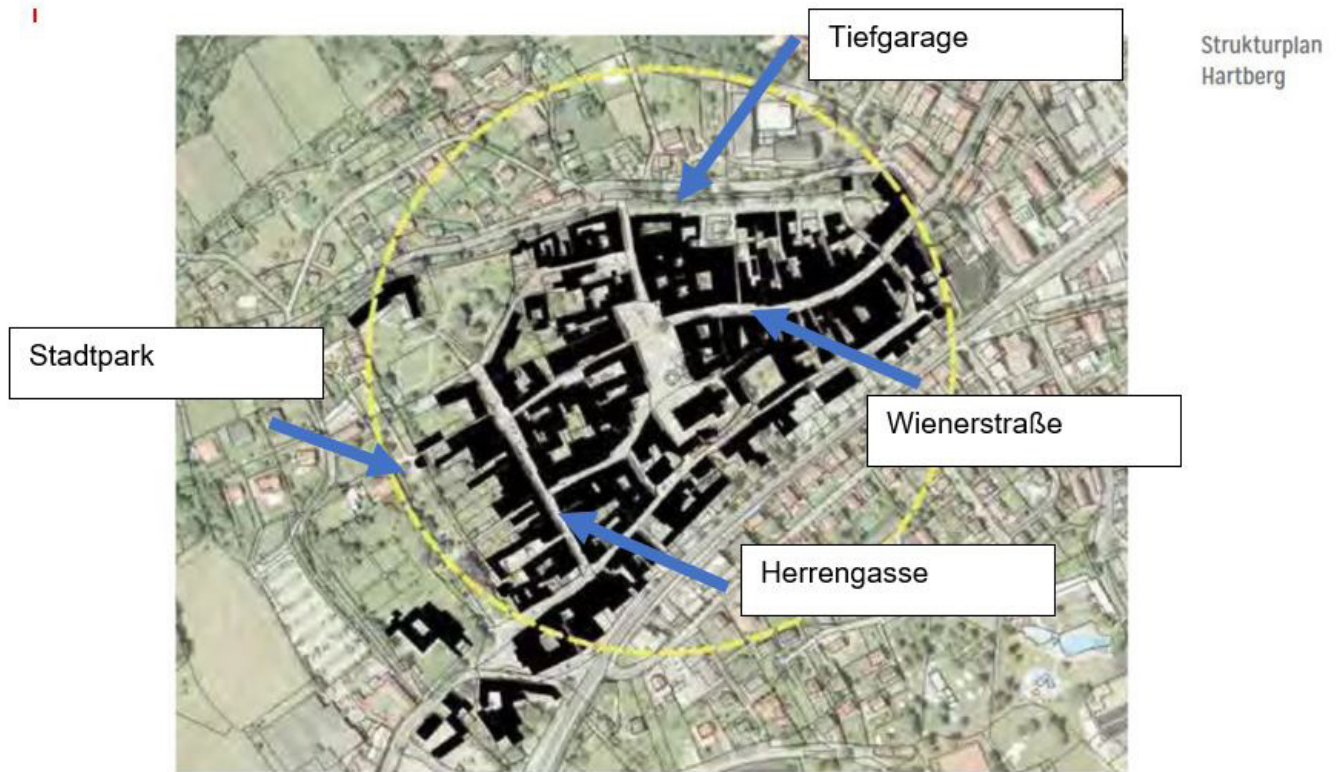 Tiefgarage
Strukturplan
Hartberg
Stadtpark
Wienerstraße
Herrengasse